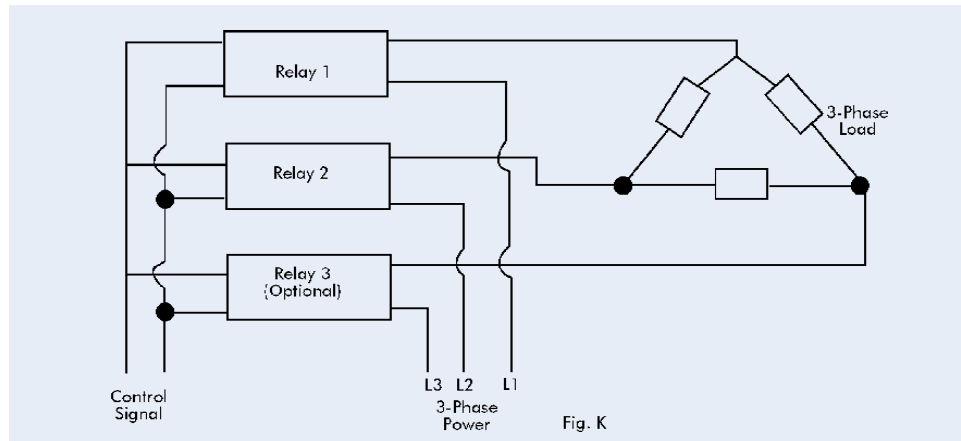 Relay 1
3-Phase
Load
Relay 2
Relay 3
(Optional)
Control
Signal
L3 L2 L1
3-Phase
Power
Fig. K